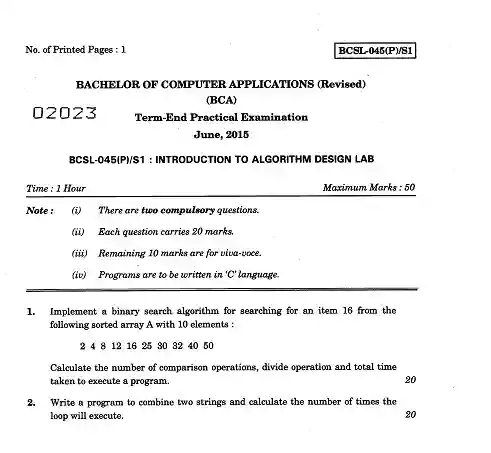 No. of Printed Pages : 1 BCSL-045(P)/S1
BACHELOR OF COMPUTER APPLICATIONS (Revised)
(BCA)
02023
Term-End Practical Examination
June, 2015
BCSL-045(P)/S1 : INTRODUCTION TO ALGORITHM DESIGN LAB
Time : 1 Hour Maximum Marks : 50
Note : (i) There are two compulsory questions.
(ii) Each question carries 20 marks.
(iii) Remaining 10 marks are for viva-voce.
(iv) Programs are to be written in 'C' language.
1. Implement a binary search algorithm for searching for an item 16 from the
following sorted array A with 10 elements :
2 4 8 12 16 25 30 32 40 50
Calculate the number of comparison operations, divide operation and total time
taken to execute a program. 20
2. Write a program to combine two strings and calculate the number of times the
loop will execute. 20